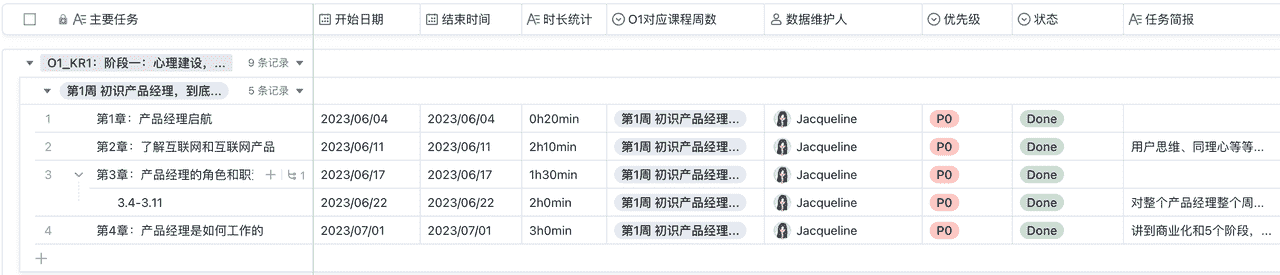 主要任务 开始日期 结束时间 时长统计 O1对应课程周数 数据维护人 优先级 状态 任务简报
O1_KR1：阶段一：心理建设，... 9 条记录
第1周 初识产品经理，到底... 5 条记录
1 第1章：产品经理启航 2023/06/04 2023/06/04 0h20min 第1周 初识产品经理... Jacqueline P0 Done
2 第2章：了解互联网和互联网产品 2023/06/11 2023/06/11 2h10min 第1周 初识产品经理... Jacqueline P0 Done 用户思维、同理心等等...
3 第3章：产品经理的角色和职 1 2023/06/17 2023/06/17 1h30min 第1周 初识产品经理... Jacqueline P0 Done
3.4-3.11 2023/06/22 2023/06/22 2h0min 第1周 初识产品经理... Jacqueline P0 Done 对整个产品经理整个周...
4 第4章：产品经理是如何工作的 2023/07/01 2023/07/01 3h0min 第1周 初识产品经理... Jacqueline P0 Done 讲到商业化和5个阶段，...